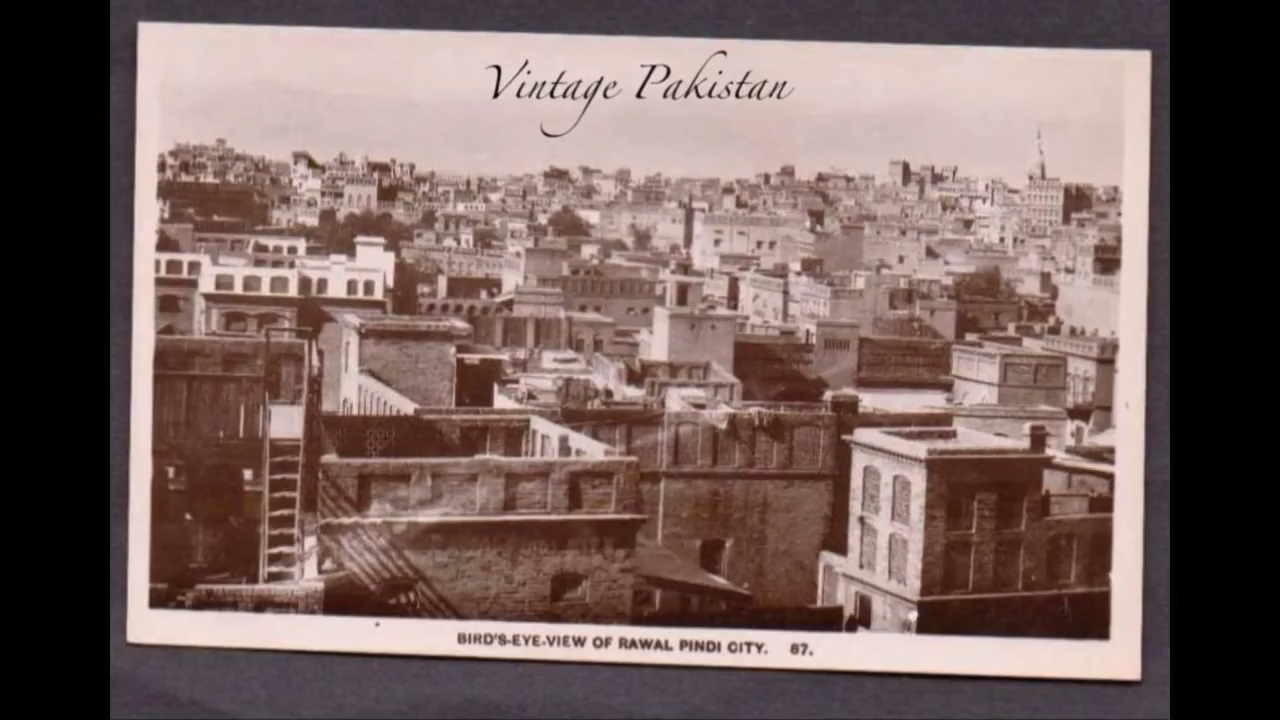 Vintage Pakistan
BIRD'S-EYE-VIEW OF RAWAL PINDI CITY. 87.